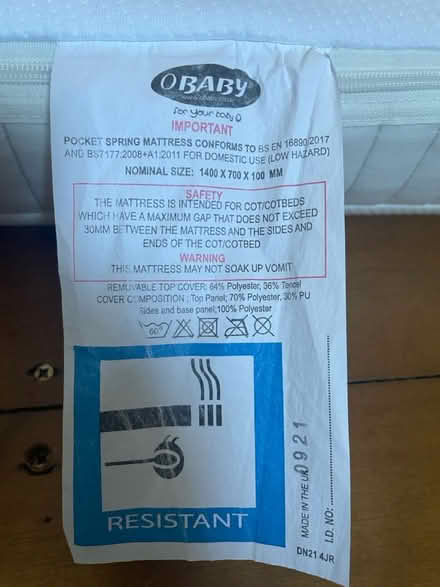 OBABY
www.obaby.co.uk
for your baby
IMPORTANT
POCKET SPRING MATTRESS CONFORMS TO BS EN 16890:2017
AND BS7177:2008+A1:2011 FOR DOMESTIC USE (LOW HAZARD)
NOMINAL SIZE: 1400 X 700 X 100 MM
SAFETY
THE MATTRESS IS INTENDED FOR COT/COTBEDS
WHICH HAVE A MAXIMUM GAP THAT DOES NOT EXCEED
30MM BETWEEN THE MATTRESS AND THE SIDES AND
ENDS OF THE COT/COTBED
WARNING
THIS MATTRESS MAY NOT SOAK UP VOMIT
REMOVABLE TOP COVER: 64% Polyester, 36% Tencel
COVER COMPOSITION: Top Panel; 70% Polyester, 30% PU
Sides and base panel;100% Polyester
60°
RESISTANT
MADE IN THE UK
0921
I.D. NO:
DN21 4JR